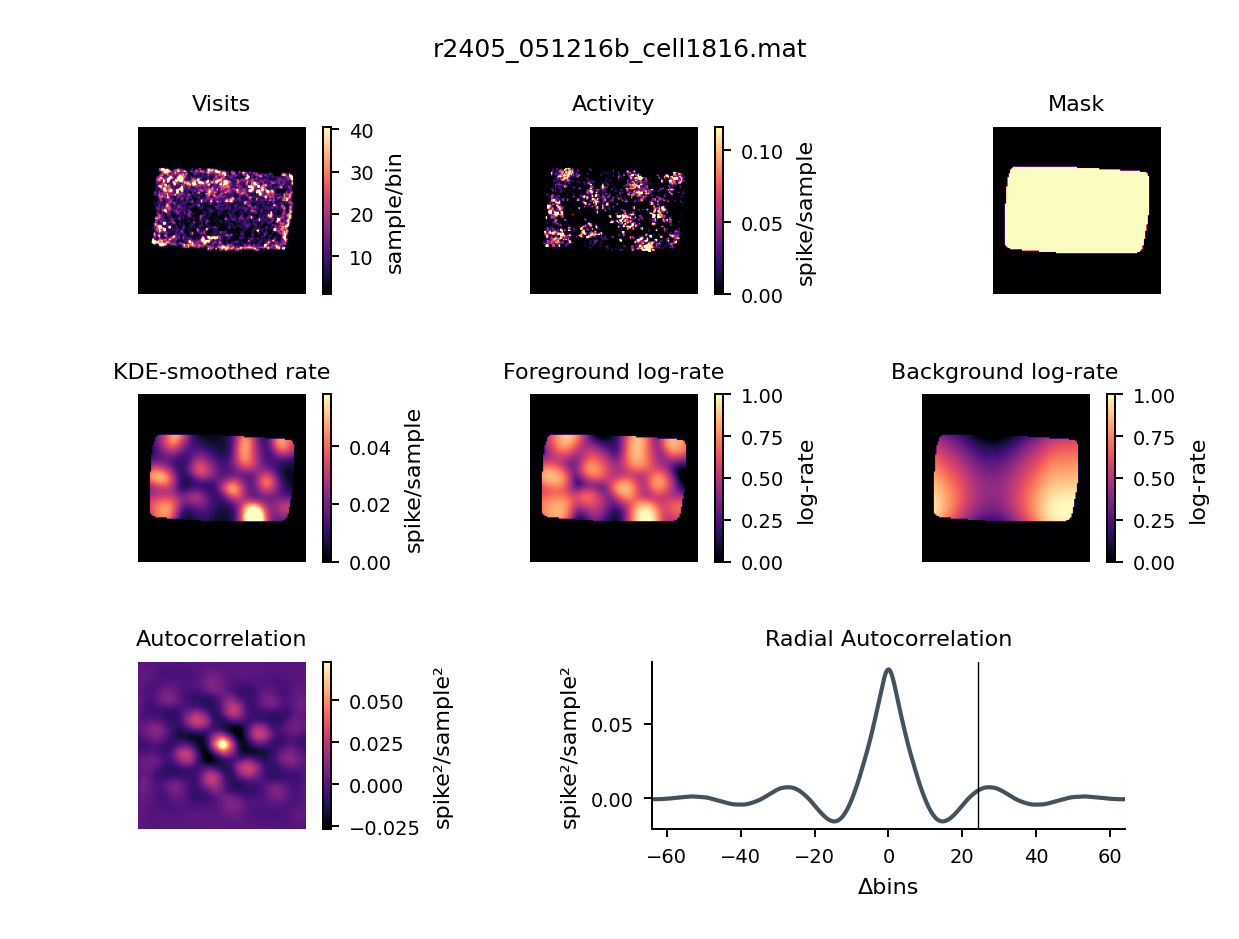 r2405_051216b_cell1816.mat
Visits
40
30
20
10
sample/bin
Activity
0.10
0.05
0.00
spike/sample
Mask
KDE-smoothed rate
0.04
0.02
0.00
spike/sample
Foreground log-rate
1.00
0.75
0.50
0.25
0.00
log-rate
Background log-rate
1.00
0.75
0.50
0.25
0.00
log-rate
Autocorrelation
0.050
0.025
0.000
−0.025
spike²/sample²
Radial Autocorrelation
spike²/sample²
0.05
0.00
−60 −40 −20 0 20 40 60
Δbins